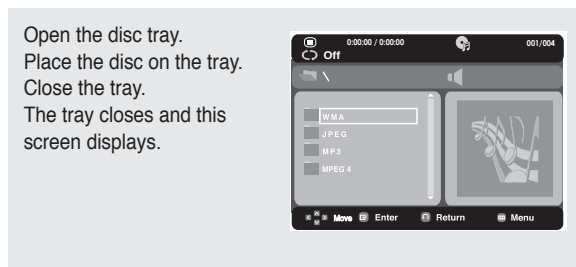 Open the disc tray.
Place the disc on the tray.
Close the tray.
The tray closes and this
screen displays.
0:00:00 / 0:00:00 001/004
Off
\
WMA
JPEG
MP3
MPEG 4
Move Enter Return Menu